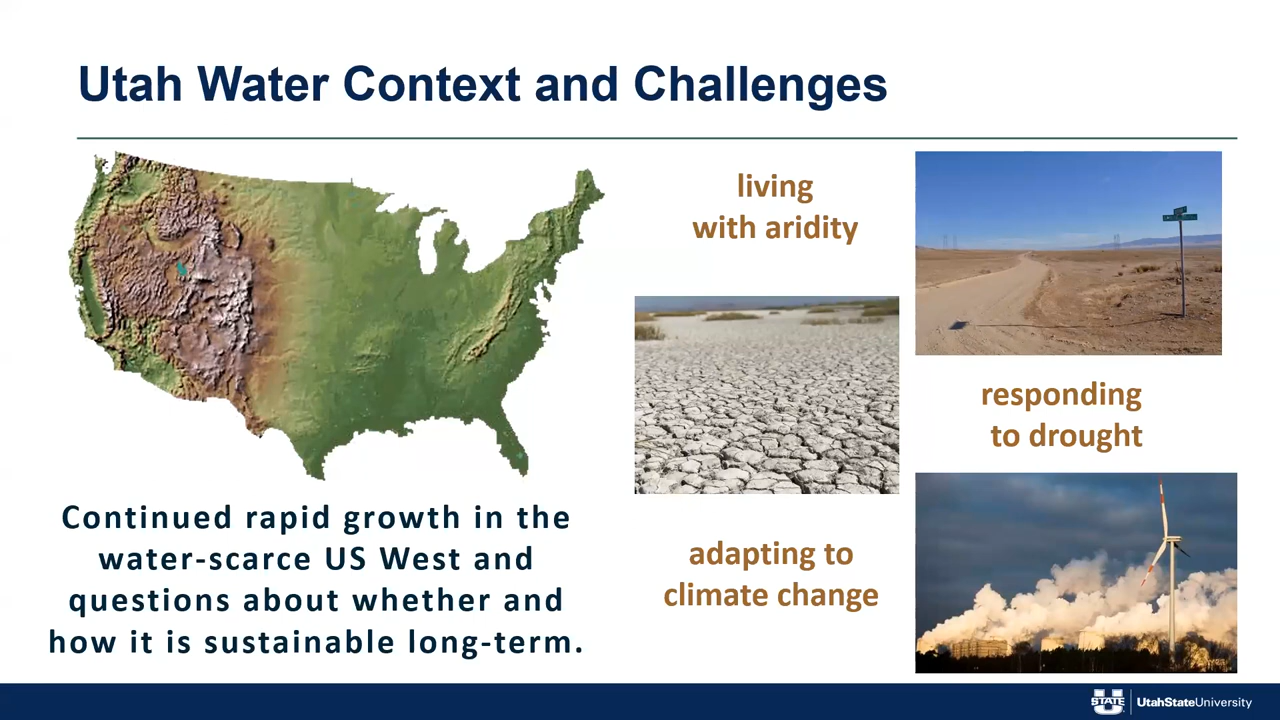 Utah Water Context and Challenges
living
with aridity
responding
to drought
adapting to
climate change
Continued rapid growth in the
water-scarce US West and
questions about whether and
how it is sustainable long-term.
U
STATE
UtahStateUniversity